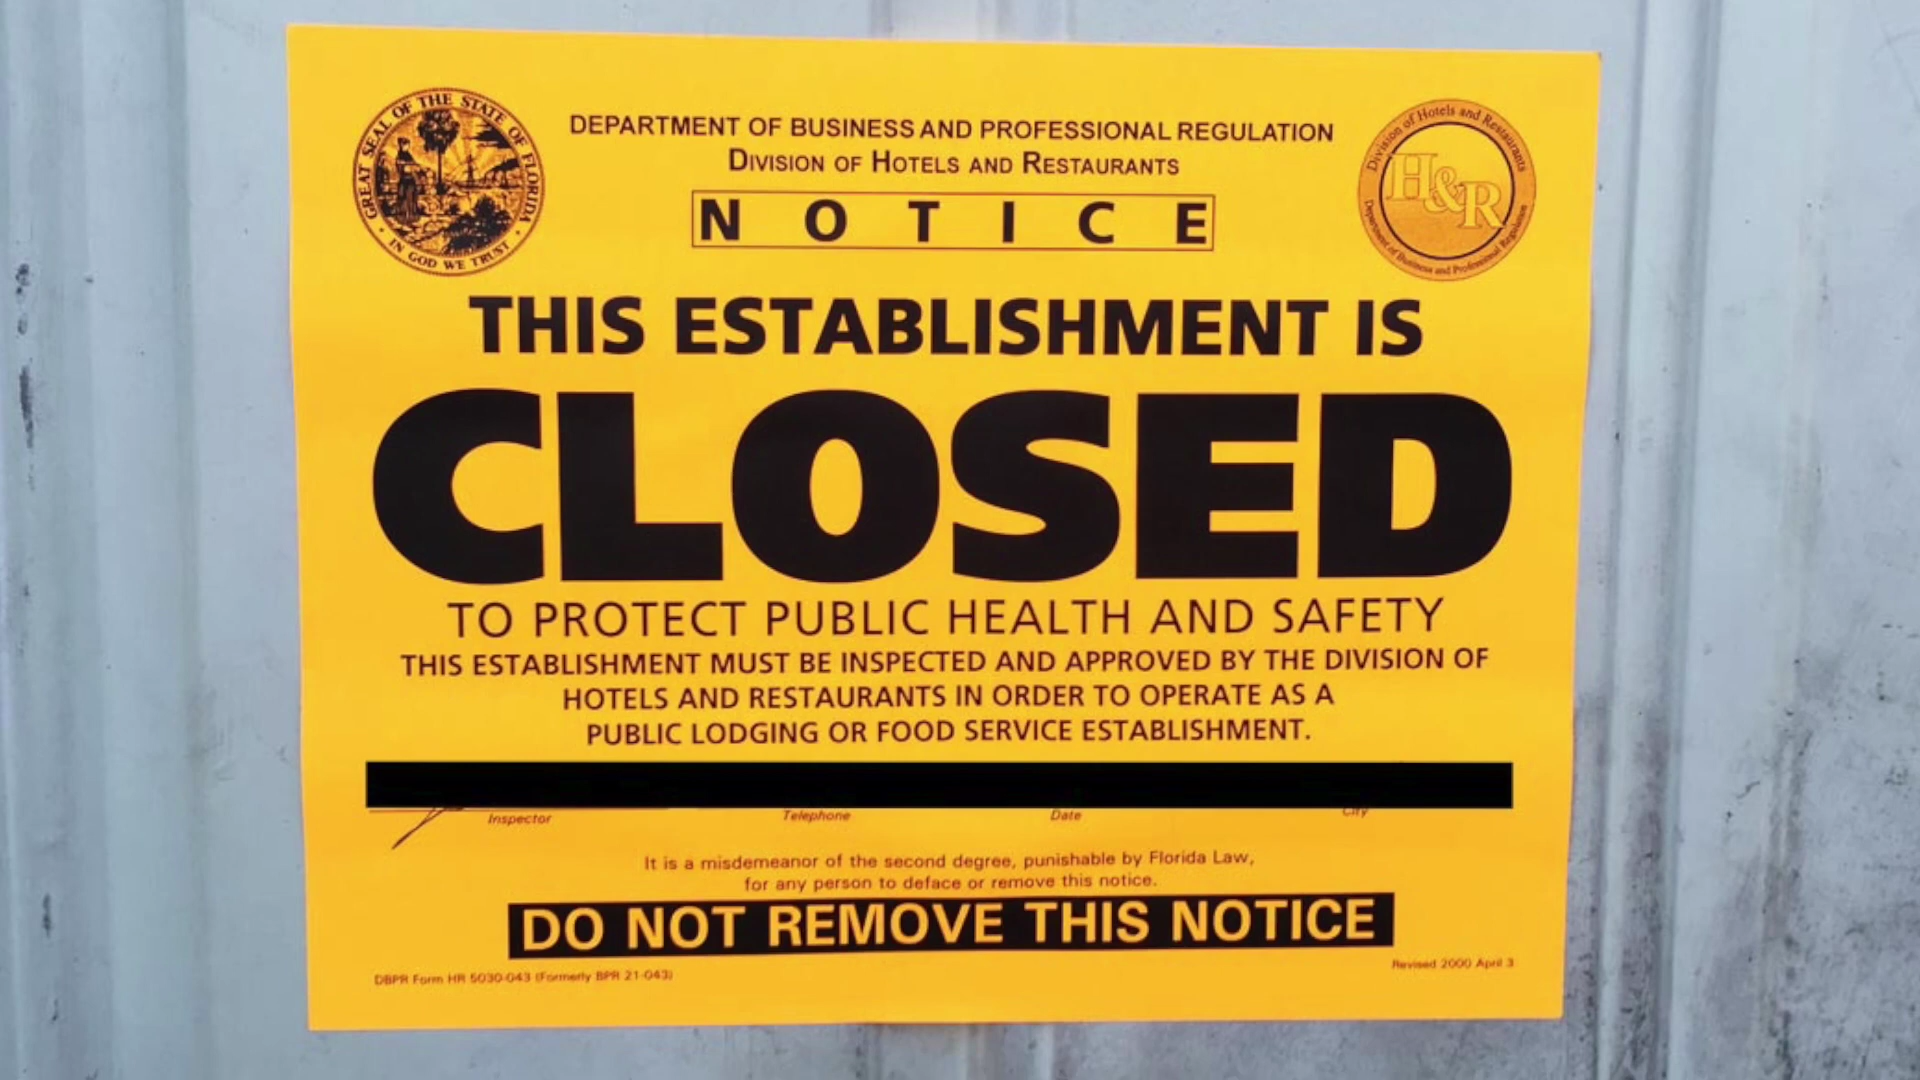 GREAT SEAL OF THE STATE OF FLORIDA
IN GOD WE TRUST
DEPARTMENT OF BUSINESS AND PROFESSIONAL REGULATION
DIVISION OF HOTELS AND RESTAURANTS
Division of Hotels and Restaurants
H&R
Department of Business and Professional Regulation
NOTICE
THIS ESTABLISHMENT IS
CLOSED
TO PROTECT PUBLIC HEALTH AND SAFETY
THIS ESTABLISHMENT MUST BE INSPECTED AND APPROVED BY THE DIVISION OF
HOTELS AND RESTAURANTS IN ORDER TO OPERATE AS A
PUBLIC LODGING OR FOOD SERVICE ESTABLISHMENT.
Inspector Telephone Date City
It is a misdemeanor of the second degree, punishable by Florida Law,
for any person to deface or remove this notice.
DO NOT REMOVE THIS NOTICE
DBPR Form HR 5030-043 (Formerly BPR 21-043) Revised 2000 April 3